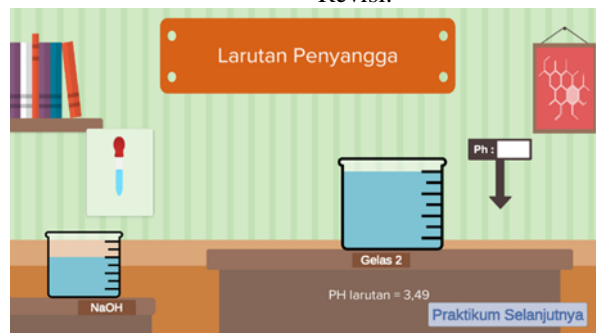 Revisi.
Larutan Penyangga
Ph :
Gelas 2
NaOH
PH larutan = 3,49
Praktikum Selanjutnya